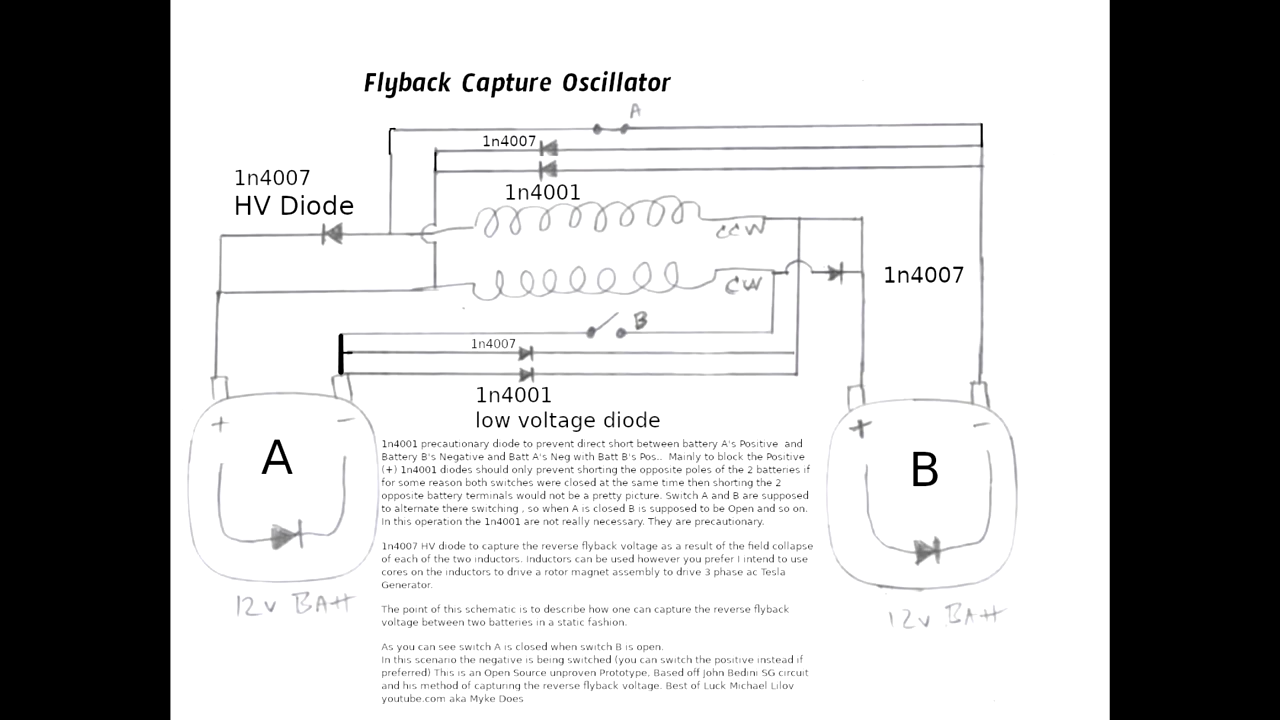 Flyback Capture Oscillator
A
1n4007
1n4007
HV Diode
1n4001
CCW
1n4007
CW
B
1n4007
1n4001
low voltage diode
+
-
A
+
-
B
1n4001 precautionary diode to prevent direct short between battery A's Positive and
Battery B's Negative and Batt A's Neg with Batt B's Pos.. Mainly to block the Positive
(+) 1n4001 diodes should only prevent shorting the opposite poles of the 2 batteries if
for some reason both switches were closed at the same time then shorting the 2
opposite battery terminals would not be a pretty picture. Switch A and B are supposed
to alternate there switching , so when A is closed B is supposed to be Open and so on.
In this operation the 1n4001 are not really necessary. They are precautionary.
1n4007 HV diode to capture the reverse flyback voltage as a result of the field collapse
of each of the two inductors. Inductors can be used however you prefer I intend to use
cores on the inductors to drive a rotor magnet assembly to drive 3 phase ac Tesla
Generator.
The point of this schematic is to describe how one can capture the reverse flyback
voltage between two batteries in a static fashion.
As you can see switch A is closed when switch B is open.
In this scenario the negative is being switched (you can switch the positive instead if
preferred) This is an Open Source unproven Prototype, Based off John Bedini SG circuit
and his method of capturing the reverse flyback voltage. Best of Luck Michael Lilov
youtube.com aka Myke Does
12v BAtt
12v BAtt